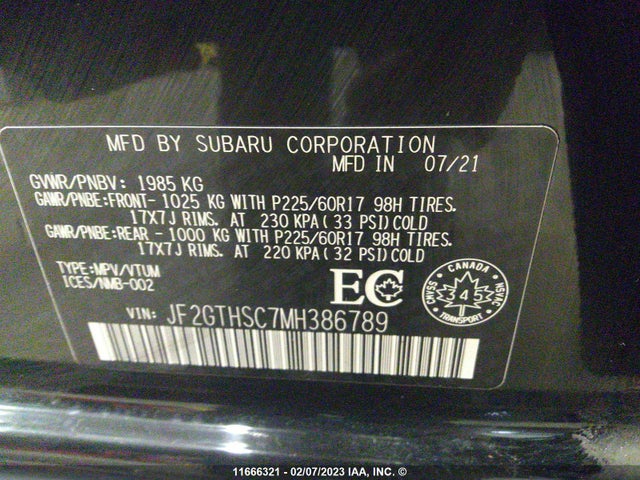 MFD BY SUBARU CORPORATION
MFD IN 07/21
GVWR/PNBV: 1985 KG
GAWR/PNBE:FRONT- 1025 KG WITH P225/60R17 98H TIRES.
17X7J RIMS. AT 230 KPA(33 PSI)COLD
GAWR/PNBE:REAR - 1000 KG WITH P225/60R17 98H TIRES.
17X7J RIMS. AT 220 KPA(32 PSI)COLD
TYPE:MPV/VTUM
ICES/NMB-002
EC
CANADA
SSVAC
345
NSVAC
TRANSPORT
VIN: JF2GTHSC7MH386789
11666321 - 02/07/2023 IAA, INC. ©